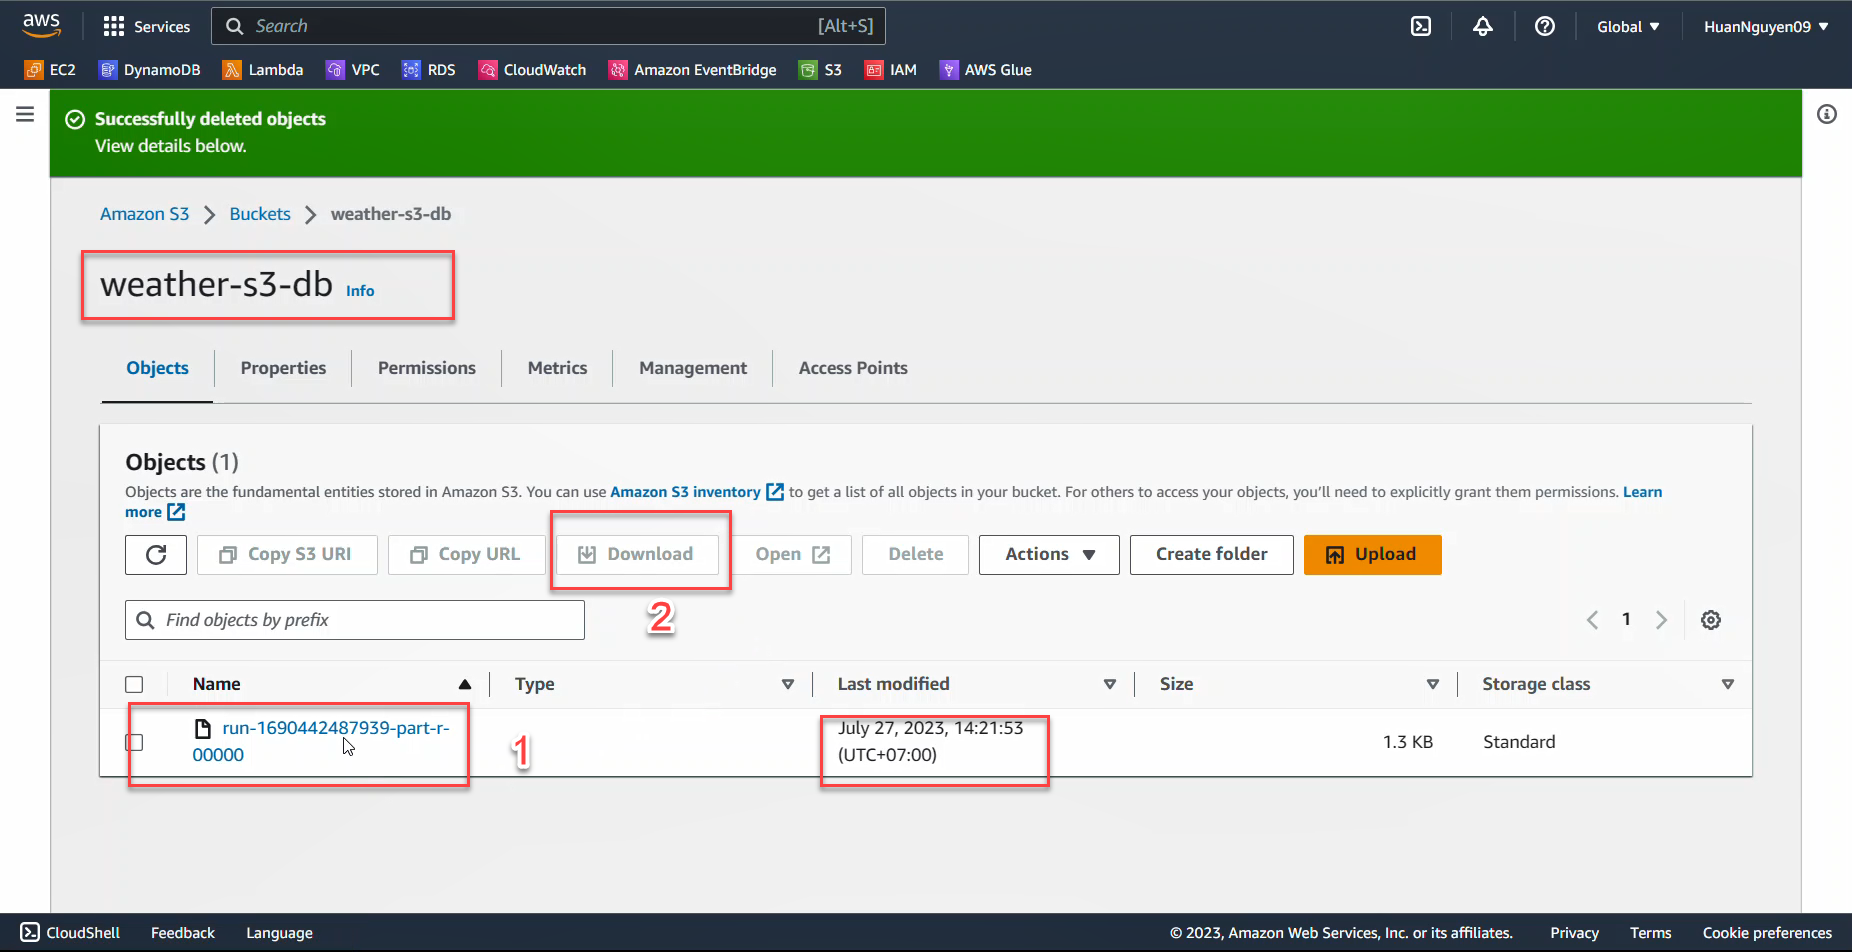 aws Services Search [Alt+S] Global HuanNguyen09
EC2 DynamoDB Lambda VPC RDS CloudWatch Amazon EventBridge S3 IAM AWS Glue
Successfully deleted objects
View details below.
Amazon S3 Buckets weather-s3-db
weather-s3-db Info
Objects Properties Permissions Metrics Management Access Points
Objects (1)
Objects are the fundamental entities stored in Amazon S3. You can use Amazon S3 inventory to get a list of all objects in your bucket. For others to access your objects, you'll need to explicitly grant them permissions. Learn
more
Copy S3 URI Copy URL Download Open Delete Actions Create folder Upload
Find objects by prefix 2 1
Name Type Last modified Size Storage class
run-1690442487939-part-r- July 27, 2023, 14:21:53
1 1.3 KB Standard
00000 (UTC+07:00)
CloudShell Feedback Language © 2023, Amazon Web Services, Inc. or its affiliates. Privacy Terms Cookie preferences